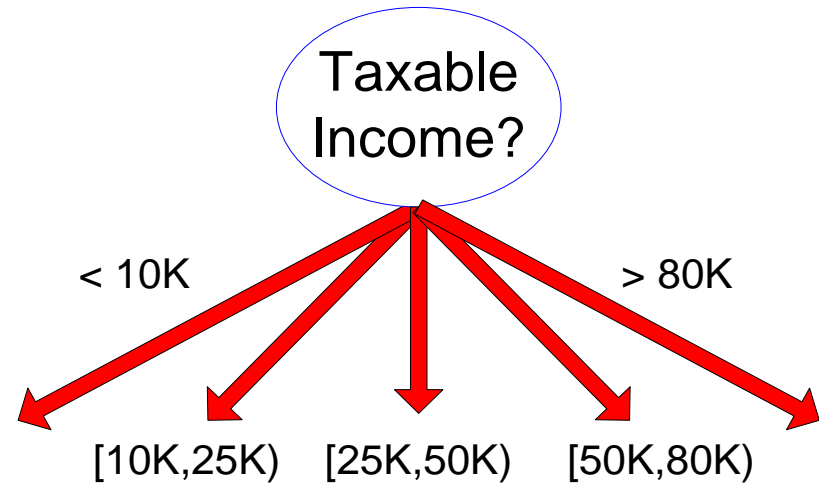 Taxable
Income?
< 10K
> 80K
[10K,25K)
[25K,50K)
[50K,80K)